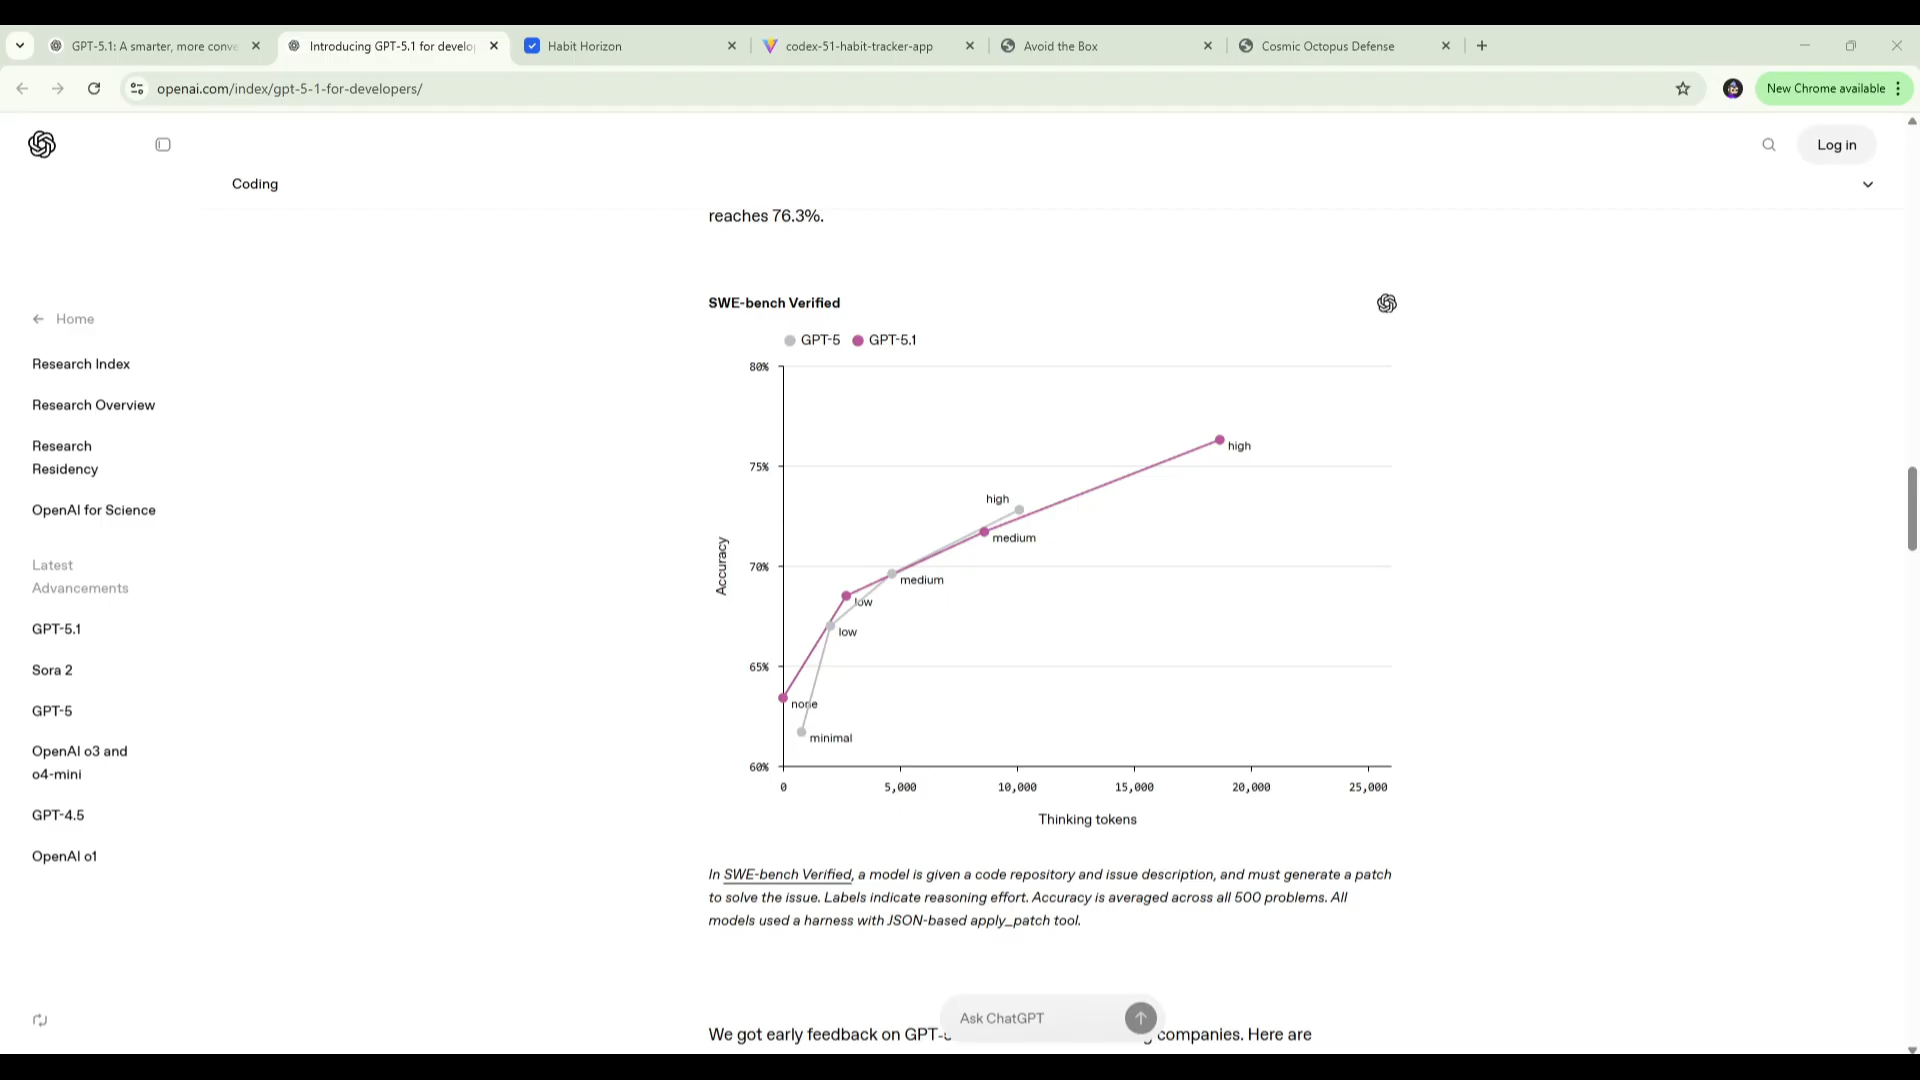 GPT-5.1: A smarter, more conve
Introducing GPT-5.1 for develo
Habit Horizon
codex-51-habit-tracker-app
Avoid the Box
Cosmic Octopus Defense
openai.com/index/gpt-5-1-for-developers/
New Chrome available
Log in
Coding
reaches 76.3%.
Home
Research Index
Research Overview
Research
Residency
OpenAI for Science
Latest
Advancements
GPT-5.1
Sora 2
GPT-5
OpenAI o3 and
o4-mini
GPT-4.5
OpenAI o1
SWE-bench Verified
GPT-5 GPT-5.1
80%
75%
70%
65%
60%
Accuracy
high
high
medium
medium
low
low
none
minimal
0 5,000 10,000 15,000 20,000 25,000
Thinking tokens
In SWE-bench Verified, a model is given a code repository and issue description, and must generate a patch
to solve the issue. Labels indicate reasoning effort. Accuracy is averaged across all 500 problems. All
models used a harness with JSON-based apply_patch tool.
Ask ChatGPT
We got early feedback on GPT- companies. Here are